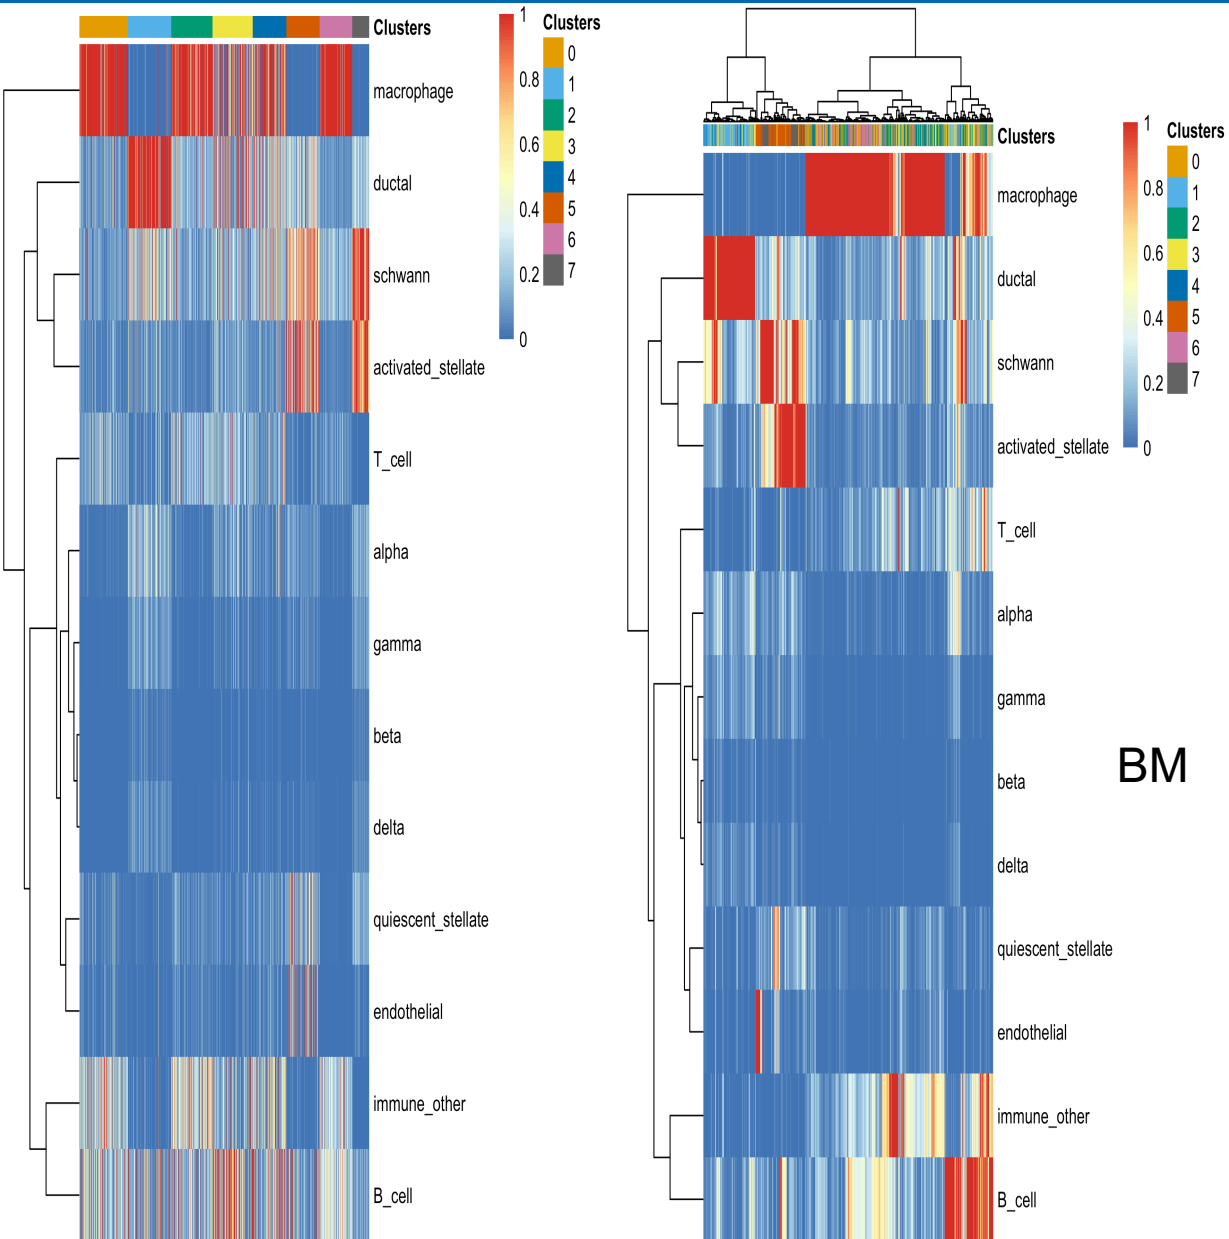 Clusters
macrophage
ductal
schwann
activated_stellate
T_cell
alpha
gamma
beta
delta
quiescent_stellate
endothelial
immune_other
B_cell
1
0.8
0.6
0.4
0.2
0
Clusters
0
1
2
3
4
5
6
7
Clusters
macrophage
ductal
schwann
activated_stellate
T_cell
alpha
gamma
beta
delta
quiescent_stellate
endothelial
immune_other
B_cell
1
0.8
0.6
0.4
0.2
0
Clusters
0
1
2
3
4
5
6
7
BM